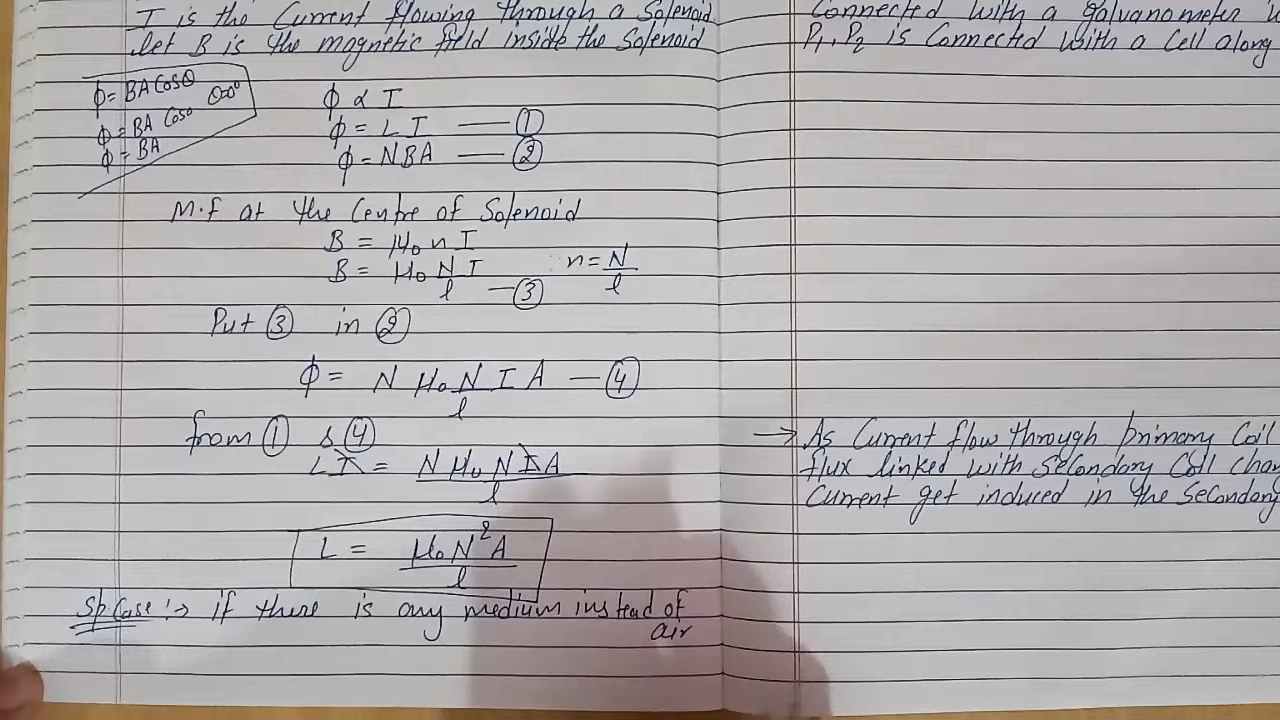 I is the Current flowing through a Solenoid
let B is the magnetic field inside the Solenoid
ϕ = BA Cosθ
θ=0°
ϕ = BA Cos0
ϕ = BA
ϕ ∝ I
ϕ = L I —— ①
ϕ = NBA —— ②
M.f at the Centre of Solenoid
B = μ₀ n I
B = μ₀ N I / l — ③
∴ n = N / l
Put ③ in ②
ϕ = N μ₀ N I A / l — ④
from ① & ④
L I = N μ₀ N I A / l
L = μ₀ N² A / l
Sp. Case :→ if there is any medium instead of
air
Connected with a galvanometer
P₁, P₂ is Connected with a Cell along
→ As Current flow through primary Coil
flux linked with Secondary Coil
Current get induced in the Secondary